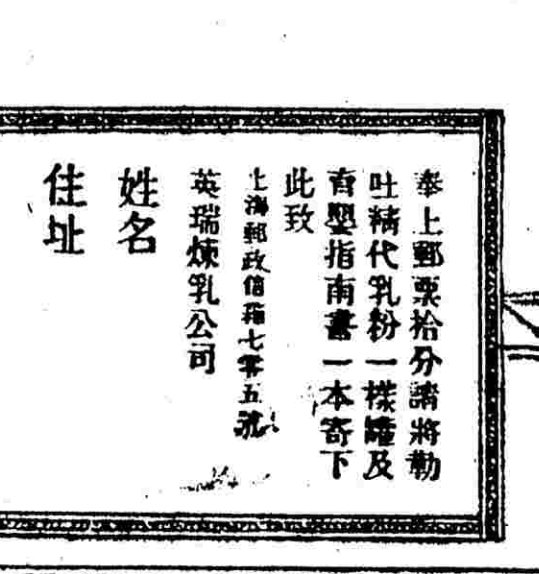 奉上郵票拾分請將勒
吐精代乳粉一樣罐及
育嬰指南書一本寄下
此致
上海郵政信箱七零五號
英瑞煉乳公司
姓名
住址